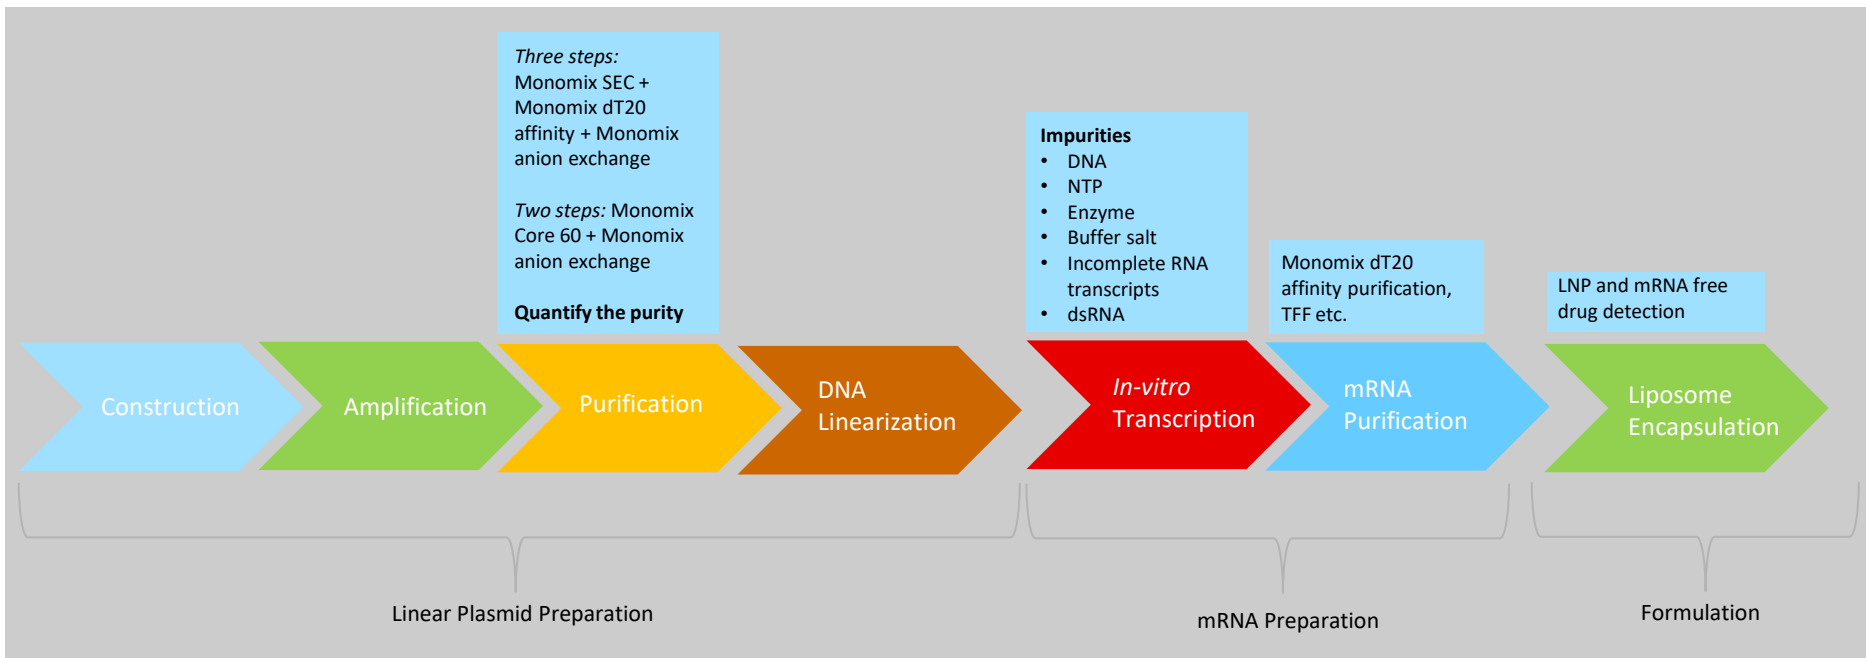 Three steps:
Monomix SEC +
Monomix dT20
affinity + Monomix
anion exchange
Two steps: Monomix
Core 60 + Monomix
anion exchange
Quantify the purity
Impurities
• DNA
• NTP
• Enzyme
• Buffer salt
• Incomplete RNA
transcripts
• dsRNA
Monomix dT20
affinity purification,
TFF etc.
LNP and mRNA free
drug detection
Construction
Amplification
Purification
DNA
Linearization
In-vitro
Transcription
mRNA
Purification
Liposome
Encapsulation
Linear Plasmid Preparation
mRNA Preparation
Formulation